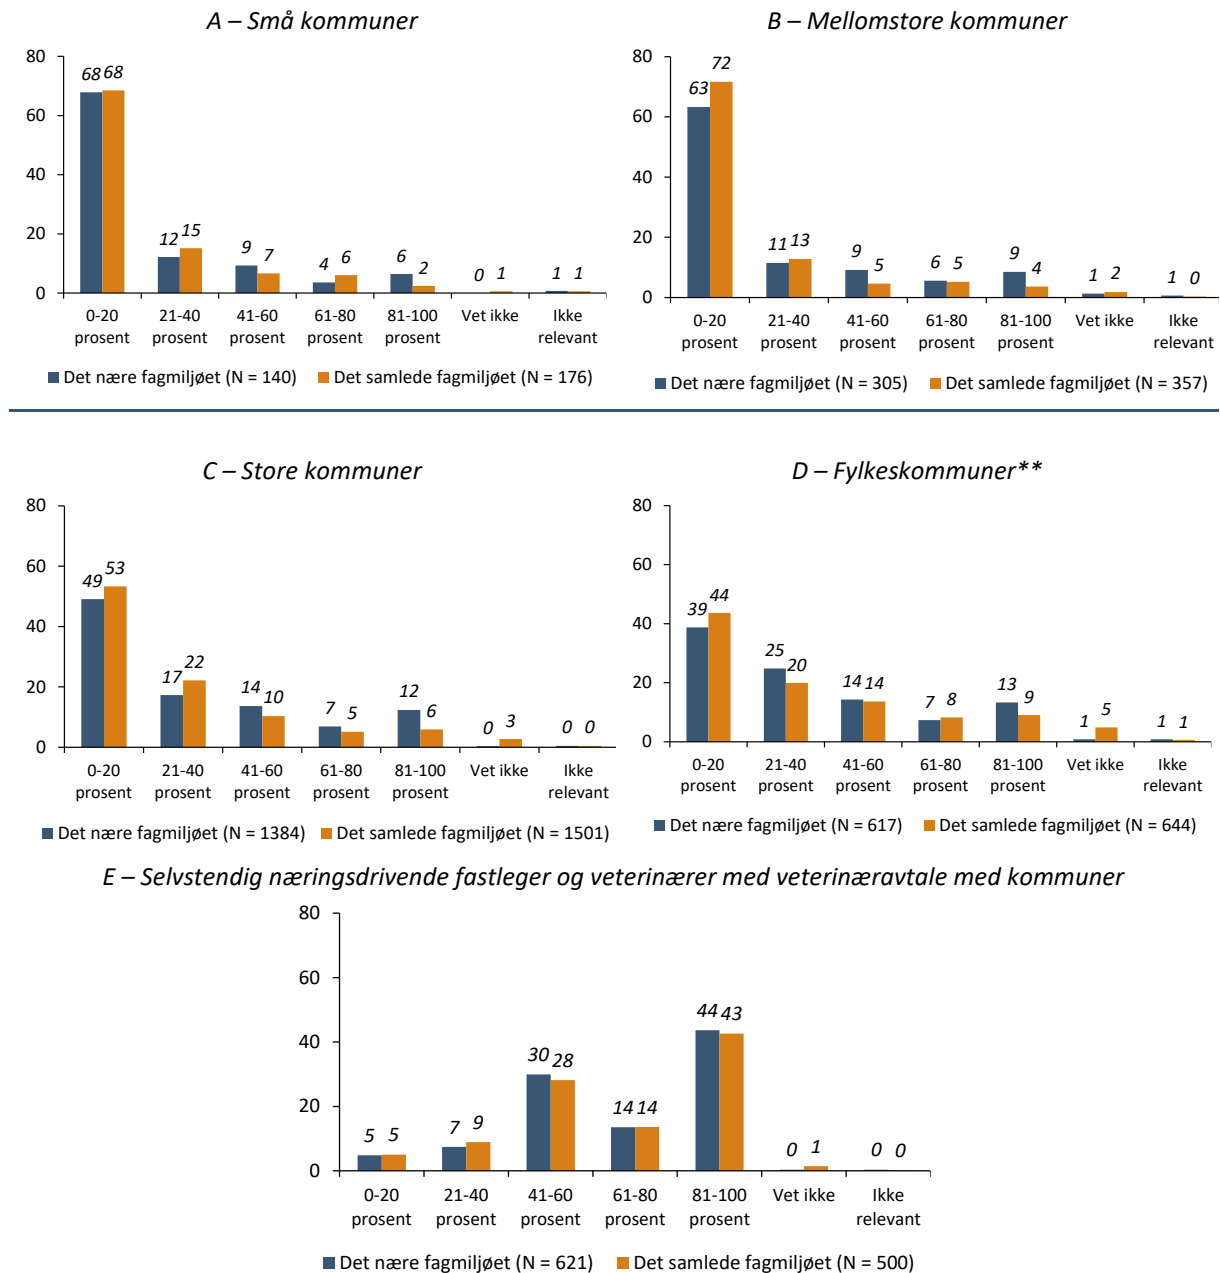 A – Små kommuner
80
60
40
20
0
68 68
12 15
9 7
4 6
6 2
0 1
1 1
0-20 prosent
21-40 prosent
41-60 prosent
61-80 prosent
81-100 prosent
Vet ikke
Ikke relevant
Det nære fagmiljøet (N = 140) Det samlede fagmiljøet (N = 176)
B – Mellomstore kommuner
80
60
40
20
0
63 72
11 13
9 5
6 5
9 4
1 2
1 0
0-20 prosent
21-40 prosent
41-60 prosent
61-80 prosent
81-100 prosent
Vet ikke
Ikke relevant
Det nære fagmiljøet (N = 305) Det samlede fagmiljøet (N = 357)
C – Store kommuner
80
60
40
20
0
49 53
17 22
14 10
7 5
12 6
0 3
0 0
0-20 prosent
21-40 prosent
41-60 prosent
61-80 prosent
81-100 prosent
Vet ikke
Ikke relevant
Det nære fagmiljøet (N = 1384) Det samlede fagmiljøet (N = 1501)
D – Fylkeskommuner**
80
60
40
20
0
39 44
25 20
14 14
7 8
13 9
1 5
1 1
0-20 prosent
21-40 prosent
41-60 prosent
61-80 prosent
81-100 prosent
Vet ikke
Ikke relevant
Det nære fagmiljøet (N = 617) Det samlede fagmiljøet (N = 644)
E – Selvstendig næringsdrivende fastleger og veterinærer med veterinæravtale med kommuner
80
60
40
20
0
5 5
7 9
30 28
14 14
44 43
0 1
0 0
0-20 prosent
21-40 prosent
41-60 prosent
61-80 prosent
81-100 prosent
Vet ikke
Ikke relevant
Det nære fagmiljøet (N = 621) Det samlede fagmiljøet (N = 500)